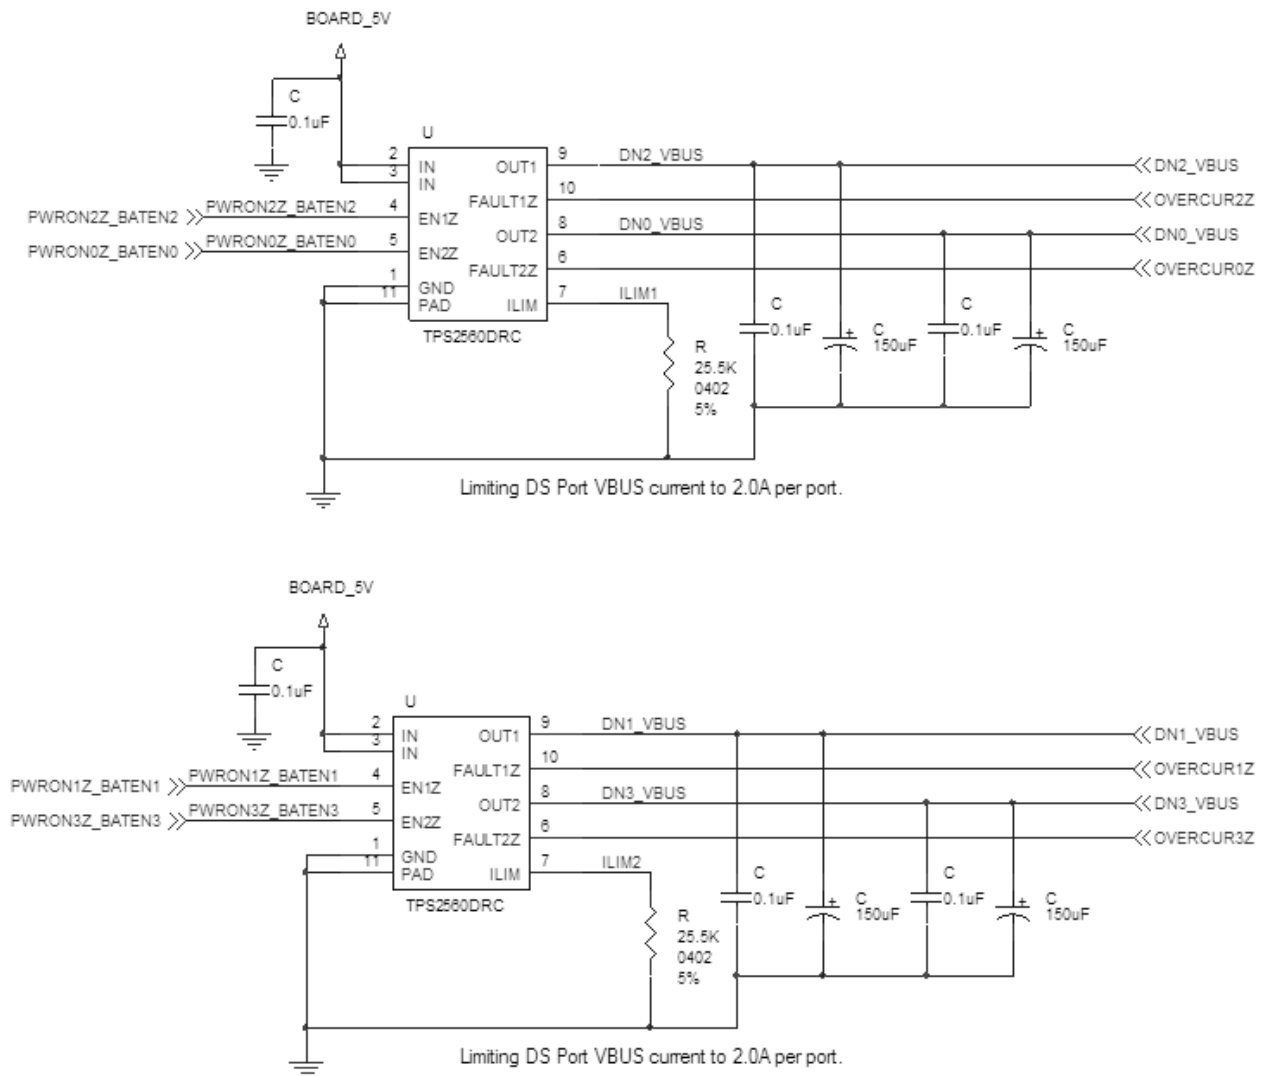 BOARD_5V
C
0.1uF
U
2
3
IN
IN
OUT1
9
DN2_VBUS
DN2_VBUS
FAULT1Z
10
OVERCUR2Z
PWRON2Z_BATEN2
PWRON2Z_BATEN2
4
EN1Z
OUT2
8
DN0_VBUS
DN0_VBUS
PWRON0Z_BATEN0
PWRON0Z_BATEN0
5
EN2Z
FAULT2Z
6
OVERCUR0Z
1
11
GND
PAD
ILIM
7
ILIM1
TPS2560DRC
R
25.5K
0402
5%
C
0.1uF
+
C
150uF
C
0.1uF
+
C
150uF
Limiting DS Port VBUS current to 2.0A per port.
BOARD_5V
C
0.1uF
U
2
3
IN
IN
OUT1
9
DN1_VBUS
DN1_VBUS
FAULT1Z
10
OVERCUR1Z
PWRON1Z_BATEN1
PWRON1Z_BATEN1
4
EN1Z
OUT2
8
DN3_VBUS
DN3_VBUS
PWRON3Z_BATEN3
PWRON3Z_BATEN3
5
EN2Z
FAULT2Z
6
OVERCUR3Z
1
11
GND
PAD
ILIM
7
ILIM2
TPS2560DRC
R
25.5K
0402
5%
C
0.1uF
+
C
150uF
C
0.1uF
+
C
150uF
Limiting DS Port VBUS current to 2.0A per port.